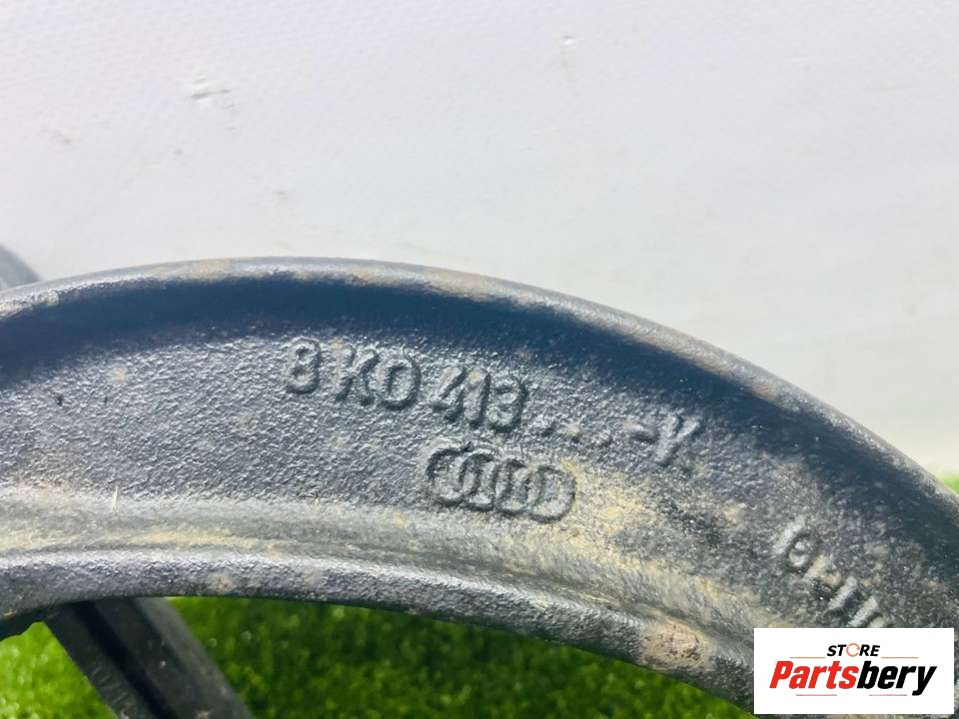 8K0 413 .... -K
STORE
Partsbery